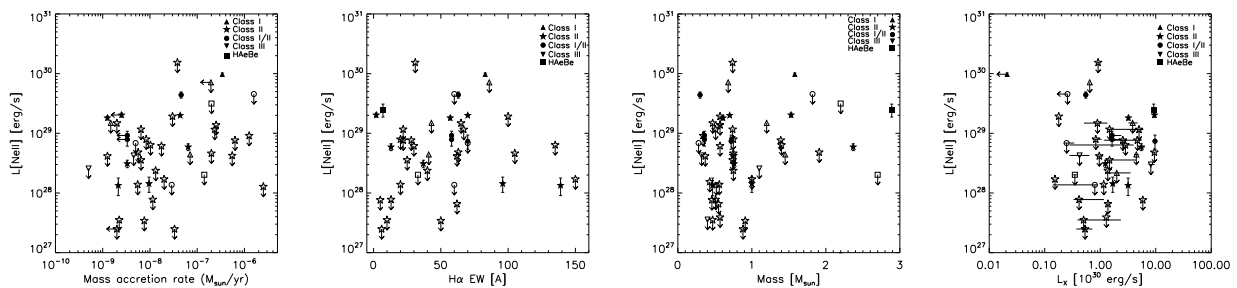 Class I
Class II
Class I/II
Class III
HAeBe
10^30
10^29
10^28
10^27
L[NeII] [erg/s]
10^-10 10^-9 10^-8 10^-7 10^-6
Mass accretion rate (M_sun/yr)
Class I
Class II
Class I/II
Class III
HAeBe
10^31
10^30
10^29
10^28
10^27
L[NeII] [erg/s]
0 50 100 150
Hα EW [A]
Class I
Class II
Class I/II
Class III
HAeBe
10^31
10^30
10^29
10^28
10^27
L[NeII] [erg/s]
0 1 2 3
Mass [M_sun]
Class I
Class II
Class I/II
Class III
HAeBe
10^31
10^30
10^29
10^28
10^27
L[NeII] [erg/s]
0.01 0.10 1.00 10.00 100.00
L_X [10^30 erg/s]